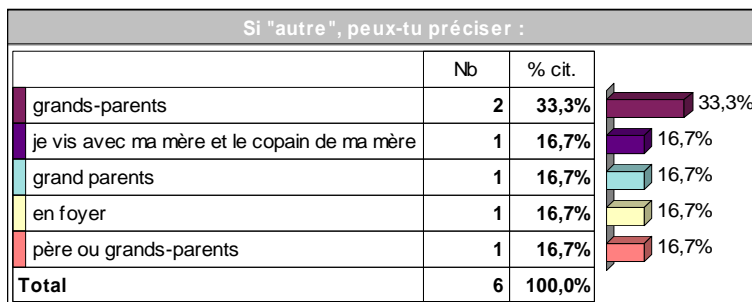 Si "autre", peux-tu préciser :
Nb % cit.
grands-parents 2 33,3% 33,3%
je vis avec ma mère et le copain de ma mère 1 16,7% 16,7%
grand parents 1 16,7% 16,7%
en foyer 1 16,7% 16,7%
père ou grands-parents 1 16,7% 16,7%
Total 6 100,0%